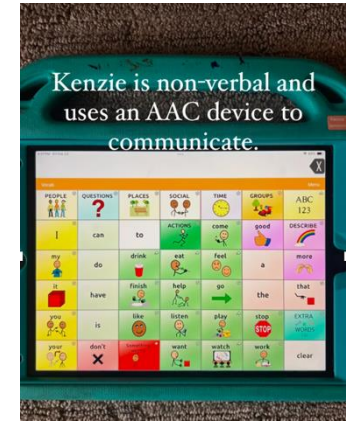 Kenzie is non-verbal and
uses an AAC device to
communicate.
PEOPLE QUESTIONS PLACES SOCIAL TIME GROUPS ABC 123
I can to ACTIONS come good DESCRIBE
my do drink eat feel a more
it have finish help go the that
you is like listen play stop EXTRA WORDS
your don't want watch work clear
STOP